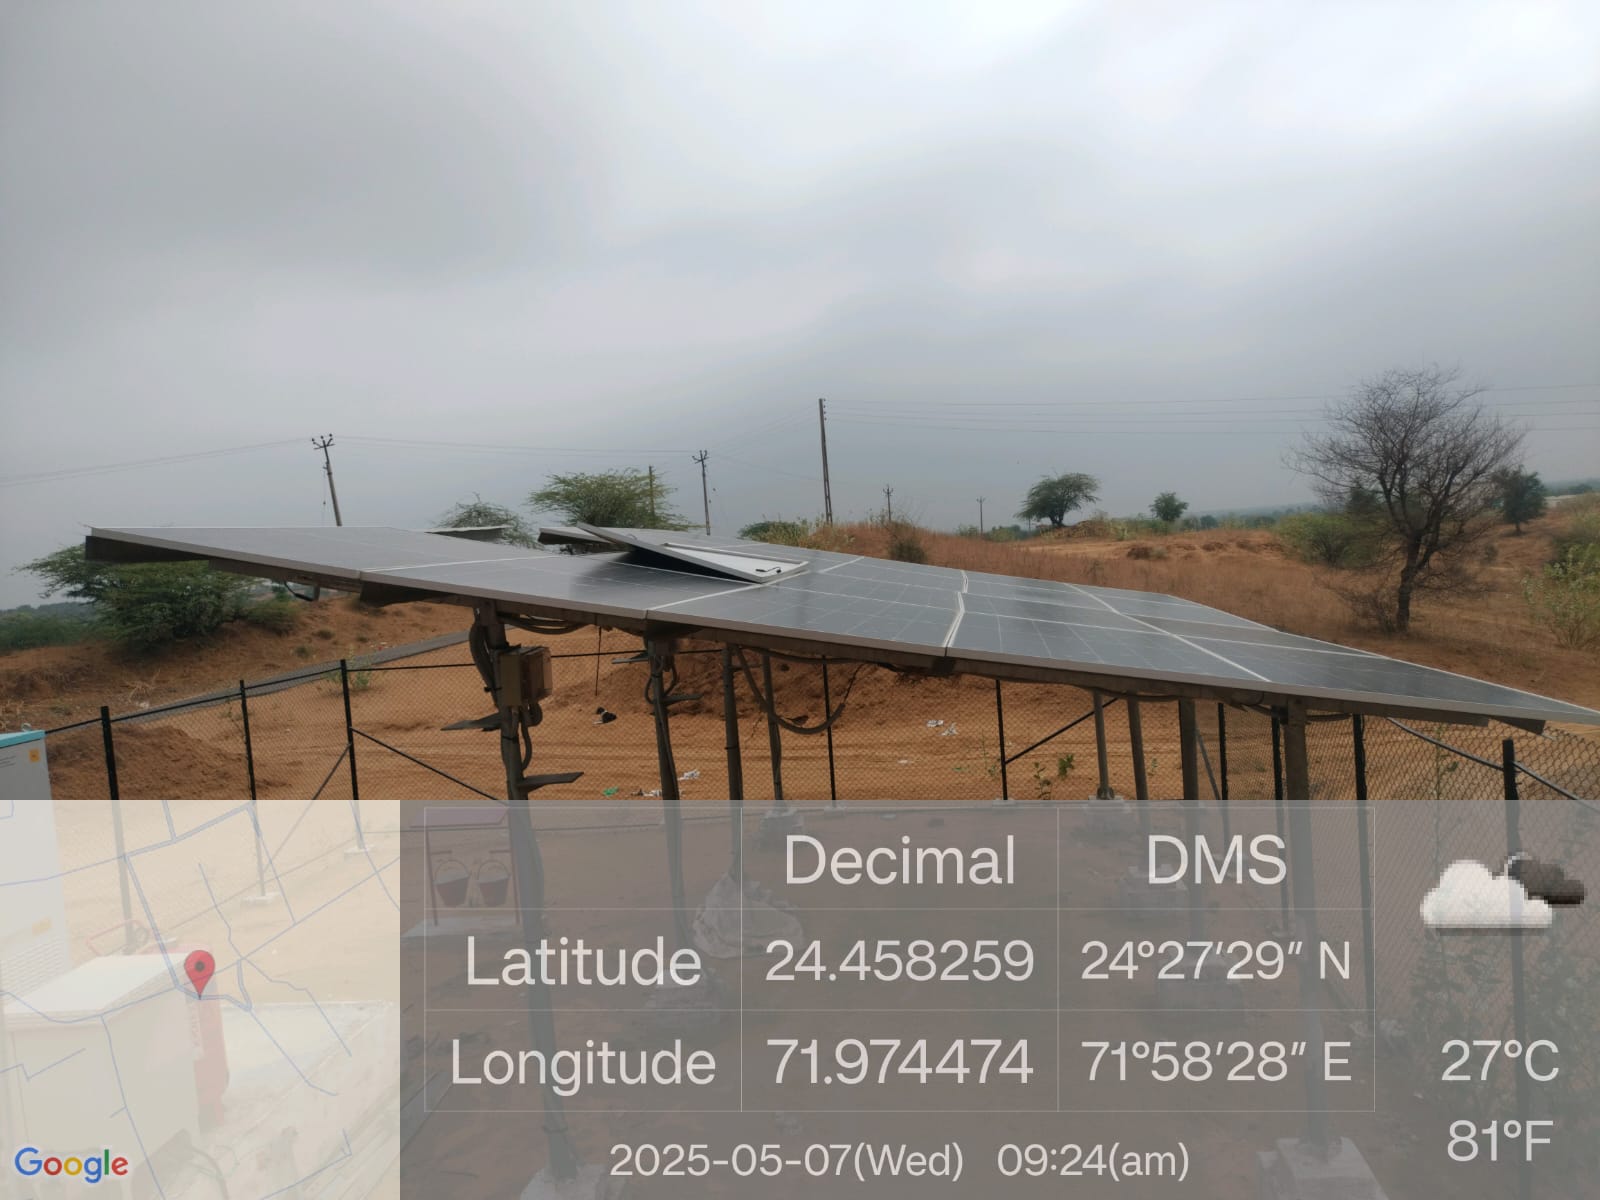 Decimal DMS
Latitude 24.458259 24°27'29" N
Longitude 71.974474 71°58'28" E
27°C
81°F
2025-05-07(Wed) 09:24(am)
Google